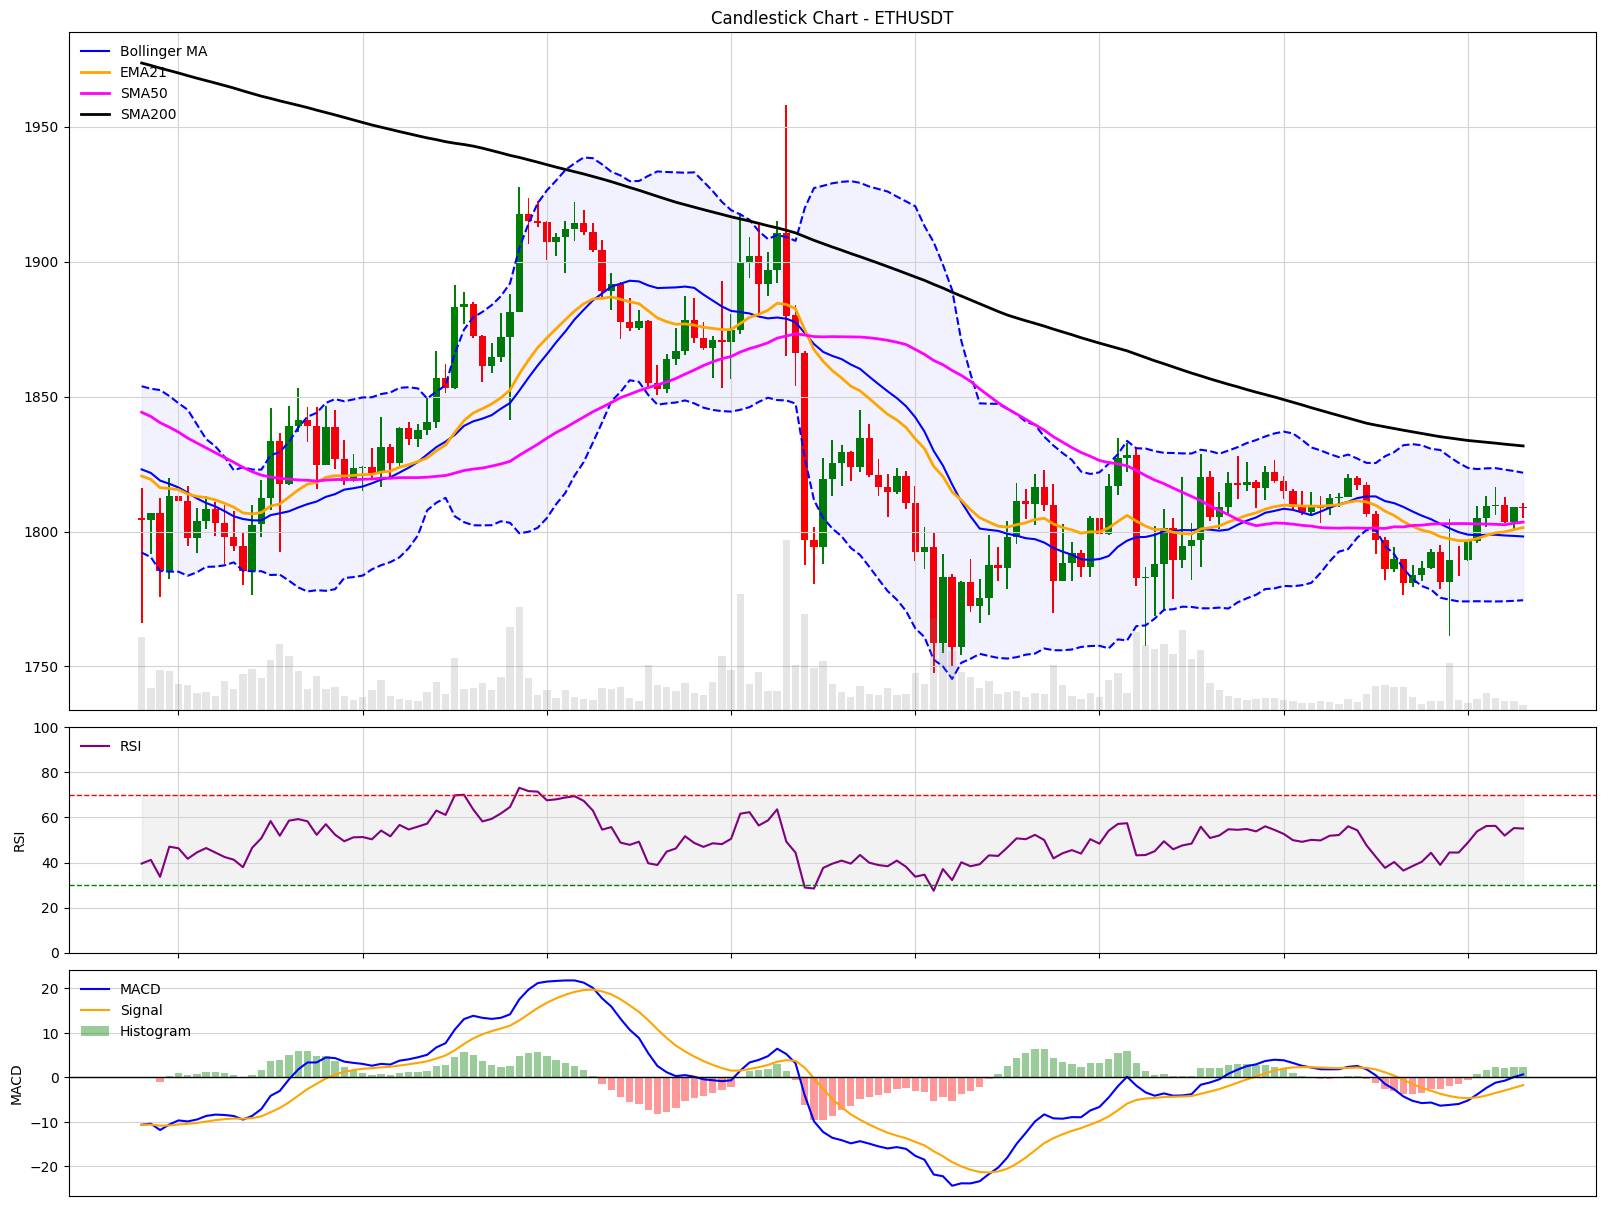 Candlestick Chart - ETHUSDT
Bollinger MA
EMA21
SMA50
SMA200
1950
1900
1850
1800
1750
RSI
RSI
100
80
60
40
20
0
MACD
Signal
Histogram
MACD
20
10
0
−10
−20